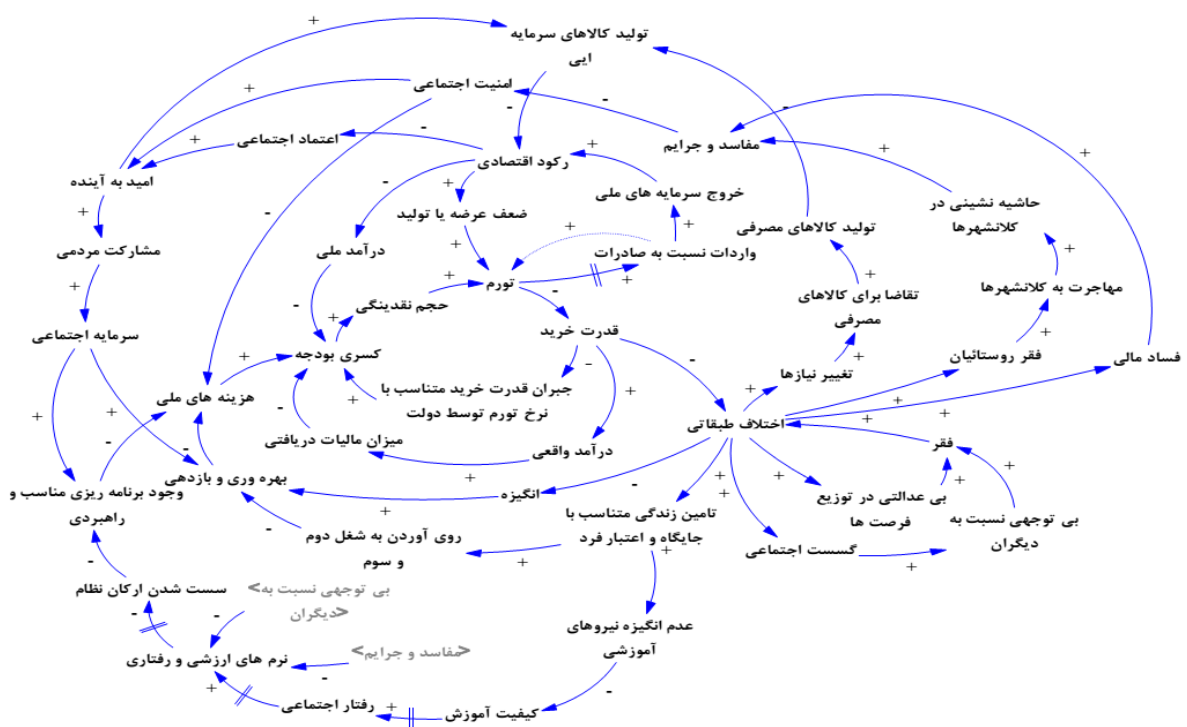 تولید کالاهای سرمایه
ایی
امنیت اجتماعی
اعتماد اجتماعی
مفاسد و جرایم
رکود اقتصادی
امید به آینده
خروج سرمایه های ملی
حاشیه نشینی در
کلانشهرها
ضعف عرضه یا تولید
تولید کالاهای مصرفی
مشارکت مردمی
درآمد ملی
واردات نسبت به صادرات
تورم
مهاجرت به کلانشهرها
حجم نقدینگی
تقاضا برای کالاهای
مصرفی
سرمایه اجتماعی
قدرت خرید
کسری بودجه
فقر روستائیان
فساد مالی
تغییر نیازها
جبران قدرت خرید متناسب با
نرخ تورم توسط دولت
هزینه های ملی
اختلاف طبقاتی
میزان مالیات دریافتی
درآمد واقعی
فقر
بهره وری و بازدهی
انگیزه
وجود برنامه ریزی مناسب و
راهبردی
بی عدالتی در توزیع
فرصت ها
تامین زندگی متناسب با
جایگاه و اعتبار فرد
بی توجهی نسبت به
دیگران
روی آوردن به شغل دوم
و سوم
گسست اجتماعی
سست شدن ارکان نظام
<بی توجهی نسبت به
دیگران>
عدم انگیزه نیروهای
آموزشی
نرم های ارزشی و رفتاری
<مفاسد و جرایم>
رفتار اجتماعی
کیفیت آموزش